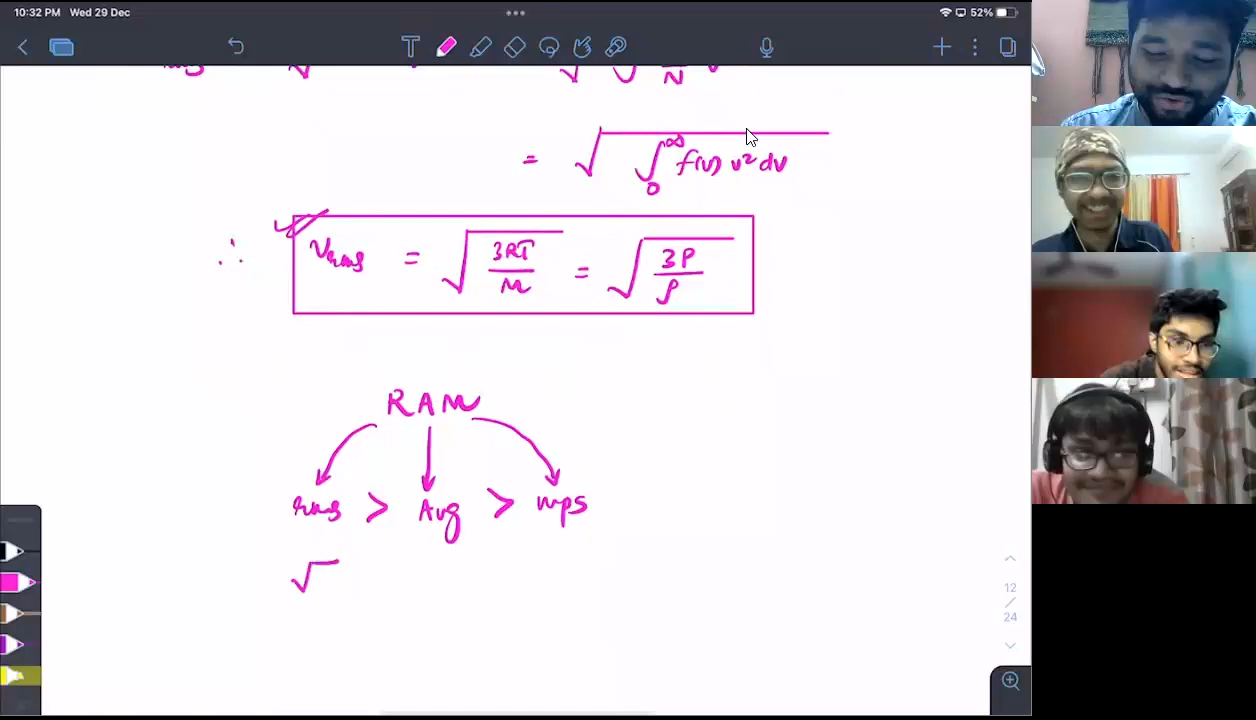 10:32 PM Wed 29 Dec
52%
= √ ∫₀^∞ f(v) v² dv
∴ vrms = √ 3RT/M = √ 3P/ρ
RAM
rms > Avg > mps
√
12
/
24